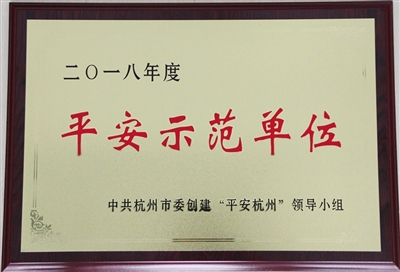 二〇一八年度
平安示范单位
中共杭州市委创建“平安杭州”领导小组